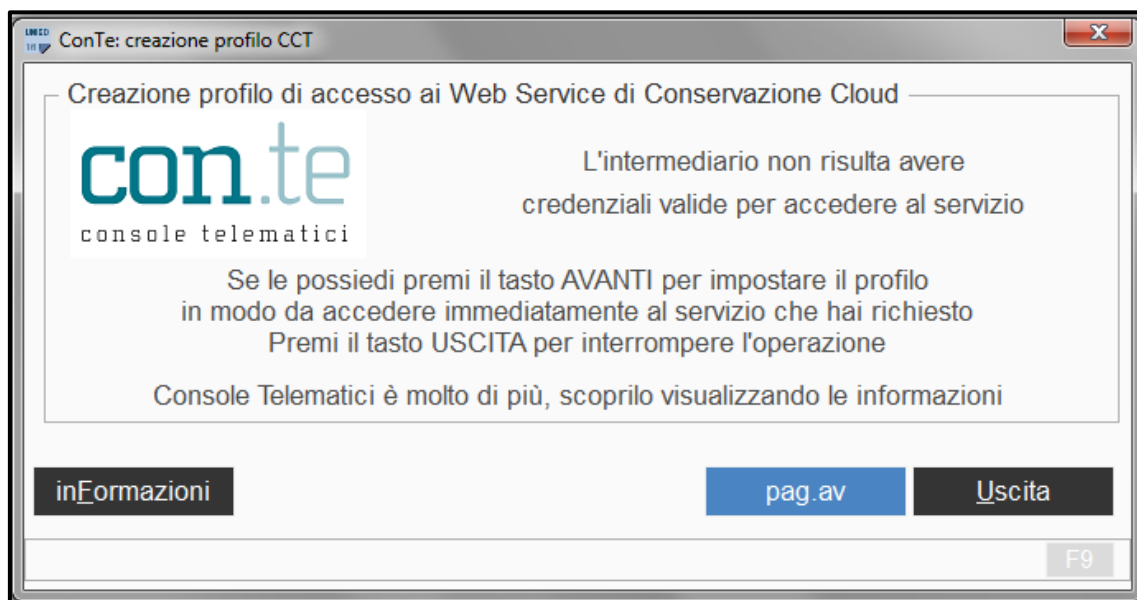 ConTe: creazione profilo CCT
Creazione profilo di accesso ai Web Service di Conservazione Cloud
con.te
console telematici
L'intermediario non risulta avere
credenziali valide per accedere al servizio
Se le possiedi premi il tasto AVANTI per impostare il profilo
in modo da accedere immediatamente al servizio che hai richiesto
Premi il tasto USCITA per interrompere l'operazione
Console Telematici è molto di più, scoprilo visualizzando le informazioni
inFormazioni
pag.av
Uscita
F9